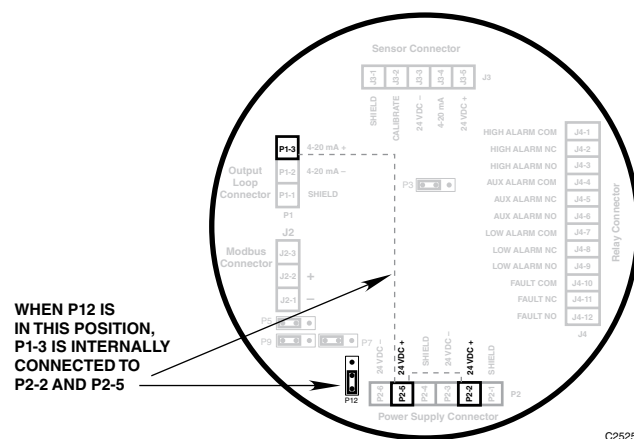 Sensor Connector
J3-1
J3-2
J3-3
J3-4
J3-5
J3
SHIELD
CALIBRATE
24 VDC –
4-20 mA
24 VDC +
P1-3
4-20 mA +
P1-2
4-20 mA –
P1-1
SHIELD
Output
Loop
Connector
P1
P3
HIGH ALARM COM
J4-1
HIGH ALARM NC
J4-2
HIGH ALARM NO
J4-3
AUX ALARM COM
J4-4
AUX ALARM NC
J4-5
AUX ALARM NO
J4-6
LOW ALARM COM
J4-7
LOW ALARM NC
J4-8
LOW ALARM NO
J4-9
FAULT COM
J4-10
FAULT NC
J4-11
FAULT NO
J4-12
J4
Relay Connector
J2
Modbus
Connector
J2-3
J2-2
+
J2-1
–
P5
P9
P7
WHEN P12 IS
IN THIS POSITION,
P1-3 IS INTERNALLY
CONNECTED TO
P2-2 AND P2-5
P12
24 VDC –
24 VDC +
SHIELD
24 VDC –
24 VDC +
SHIELD
P2-6
P2-5
P2-4
P2-3
P2-2
P2-1
P2
Power Supply Connector
C2525